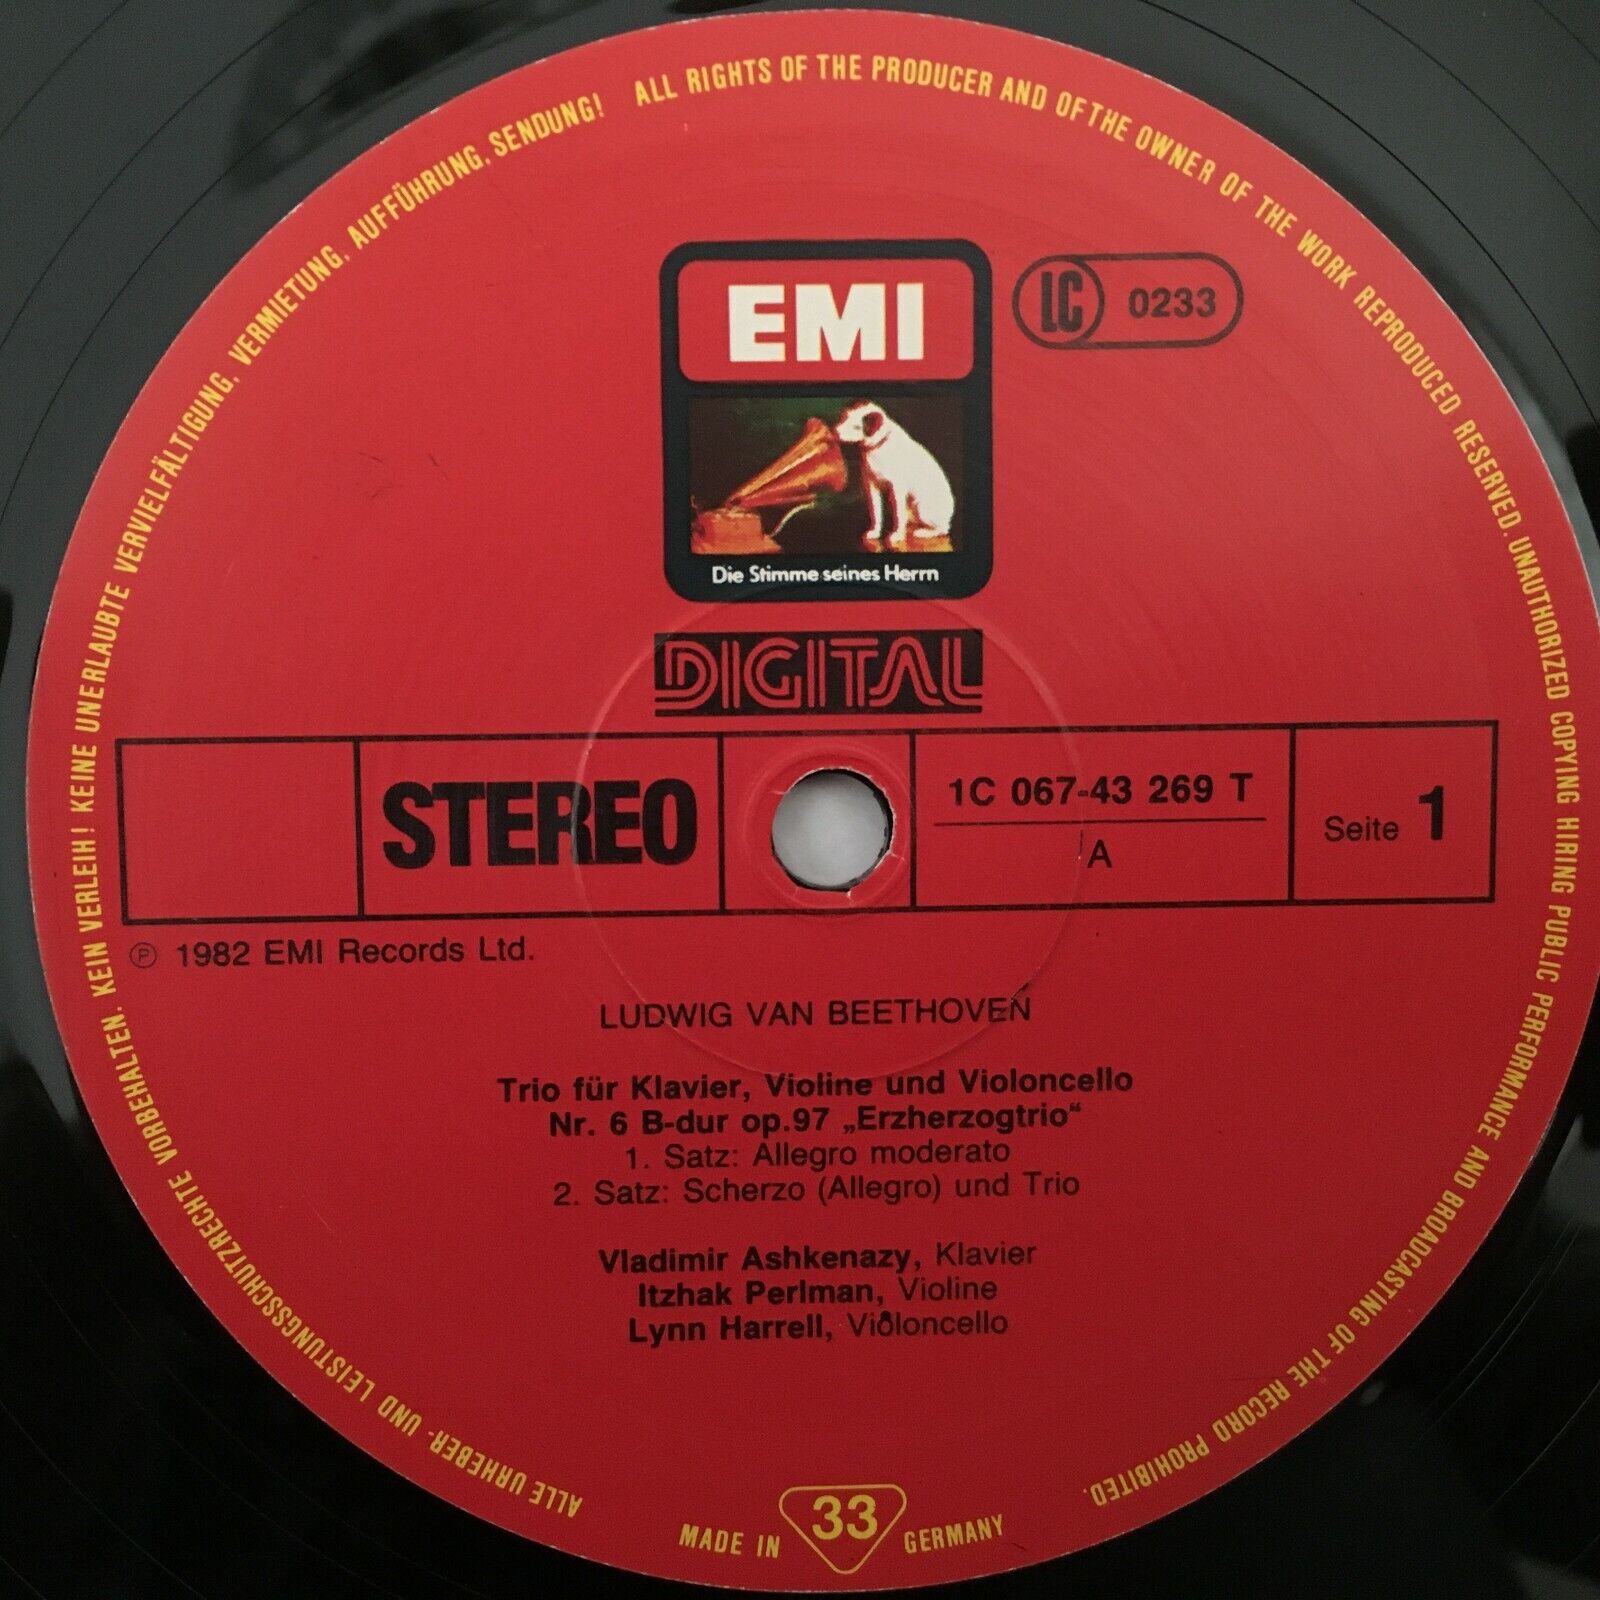 ALLE URHEBER- UND LEISTUNGSSCHUTZRECHTE VORBEHALTEN. KEIN VERLEIH! KEINE UNERLAUBTE VERVIELFÄLTIGUNG, VERMIETUNG, AUFFÜHRUNG, SENDUNG!
ALL RIGHTS OF THE PRODUCER AND OF THE OWNER OF THE WORK REPRODUCED RESERVED. UNAUTHORIZED COPYING HIRING PUBLIC PERFORMANCE AND BROADCASTING OF THE RECORD PROHIBITED.
EMI
LC 0233
Die Stimme seines Herrn
DIGITAL
STEREO
1C 067-43 269 T
A
Seite 1
℗ 1982 EMI Records Ltd.
LUDWIG VAN BEETHOVEN
Trio für Klavier, Violine und Violoncello
Nr. 6 B-dur op.97 „Erzherzogtrio“
1. Satz: Allegro moderato
2. Satz: Scherzo (Allegro) und Trio
Vladimir Ashkenazy, Klavier
Itzhak Perlman, Violine
Lynn Harrell, Violoncello
MADE IN 33 GERMANY